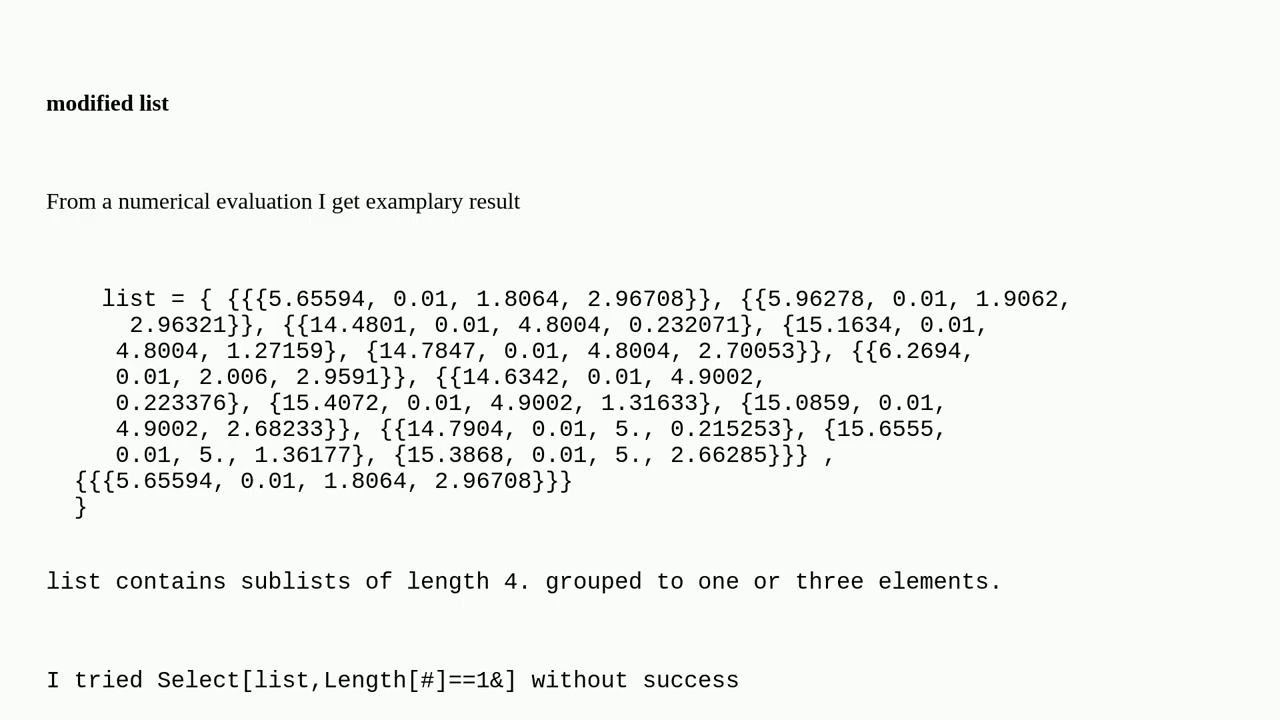 modified list
From a numerical evaluation I get examplary result
list = { {{{5.65594, 0.01, 1.8064, 2.96708}}, {{5.96278, 0.01, 1.9062,
2.96321}}, {{14.4801, 0.01, 4.8004, 0.232071}, {15.1634, 0.01,
4.8004, 1.27159}, {14.7847, 0.01, 4.8004, 2.70053}}, {{6.2694,
0.01, 2.006, 2.9591}}, {{14.6342, 0.01, 4.9002,
0.223376}, {15.4072, 0.01, 4.9002, 1.31633}, {15.0859, 0.01,
4.9002, 2.68233}}, {{14.7904, 0.01, 5., 0.215253}, {15.6555,
0.01, 5., 1.36177}, {15.3868, 0.01, 5., 2.66285}}} ,
{{{5.65594, 0.01, 1.8064, 2.96708}}}
}
list contains sublists of length 4. grouped to one or three elements.
I tried Select[list,Length[#]==1&] without success